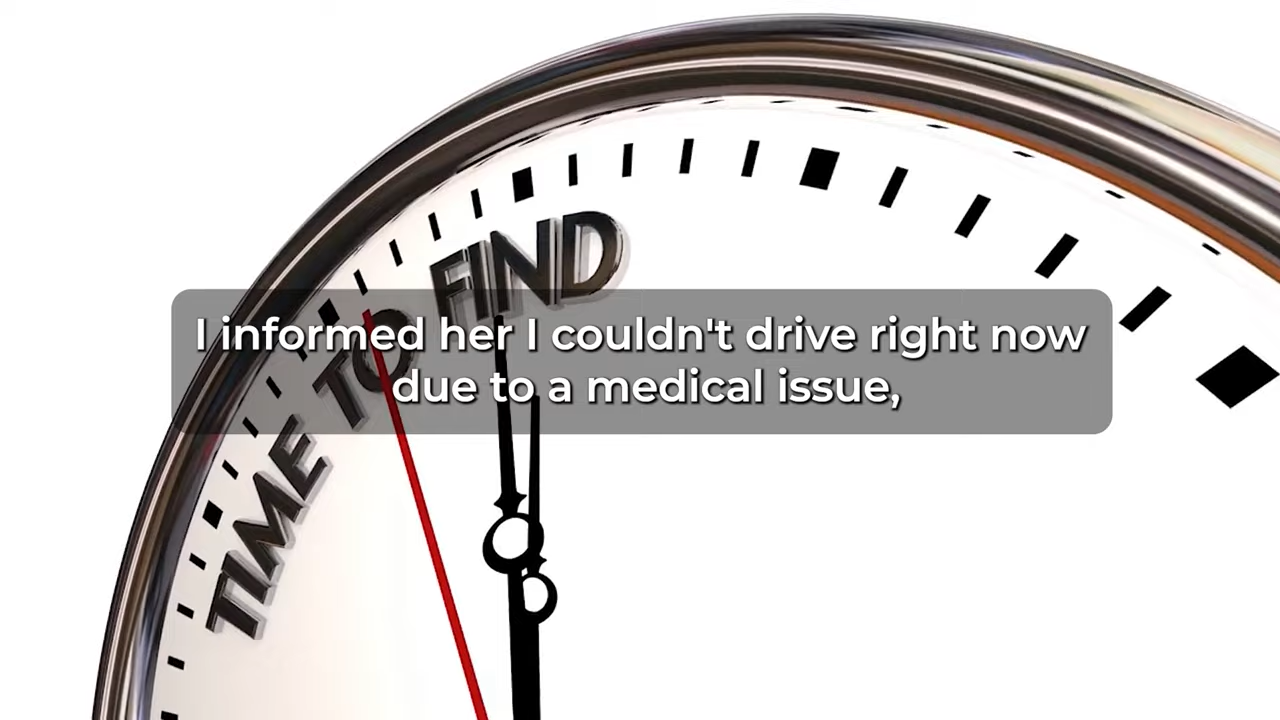 TIME TO FIND
I informed her I couldn't drive right now
due to a medical issue,